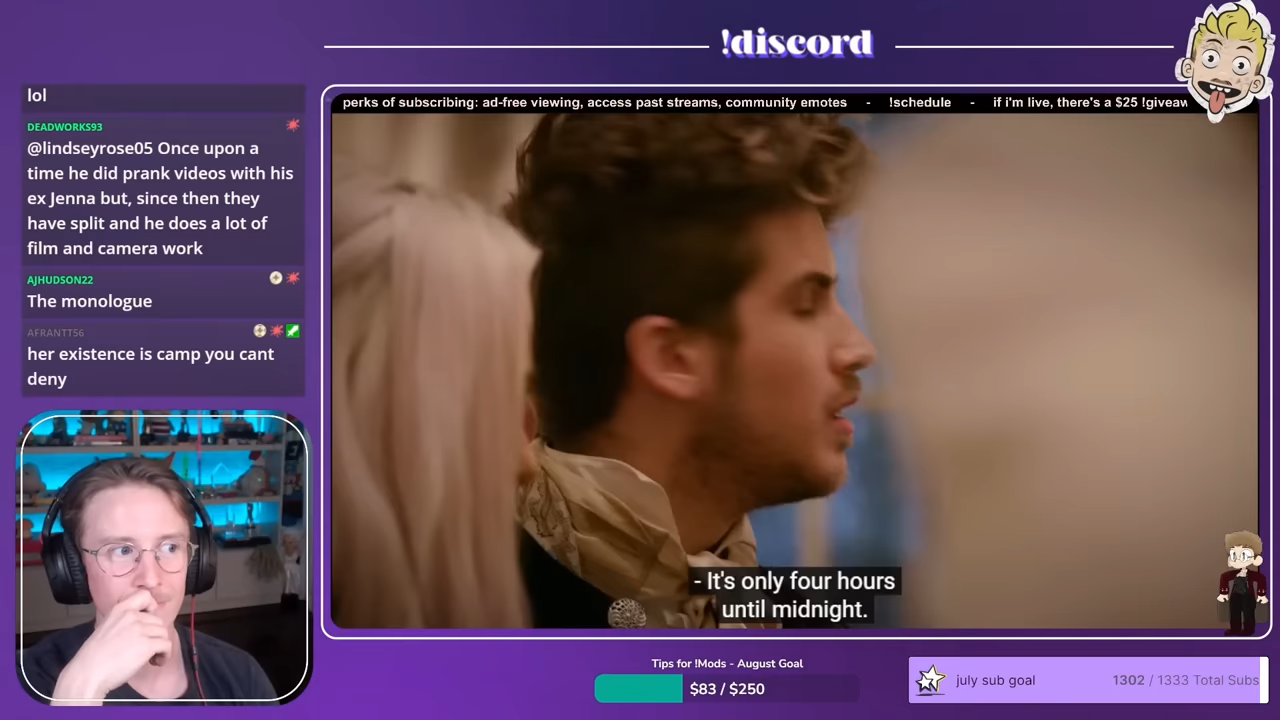 !discord
perks of subscribing: ad-free viewing, access past streams, community emotes - !schedule - if i'm live, there's a $25 !giveaw
lol
DEADWORKS93
@lindseyrose05 Once upon a
time he did prank videos with his
ex Jenna but, since then they
have split and he does a lot of
film and camera work
AJHUDSON22
The monologue
AFRANTT56
her existence is camp you cant
deny
- It's only four hours
until midnight.
Tips for !Mods - August Goal
$83 / $250
july sub goal
1302 / 1333 Total Subs